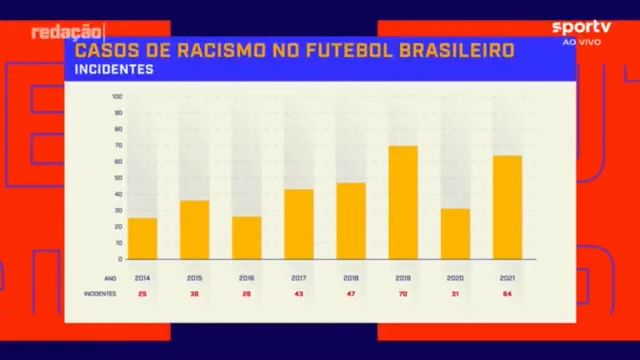 redação
sportv
AO VIVO
CASOS DE RACISMO NO FUTEBOL BRASILEIRO
INCIDENTES
100
90
80
70
60
50
40
30
20
10
0
ANO 2014 2015 2016 2017 2018 2019 2020 2021
INCIDENTES 25 36 26 43 47 70 31 64